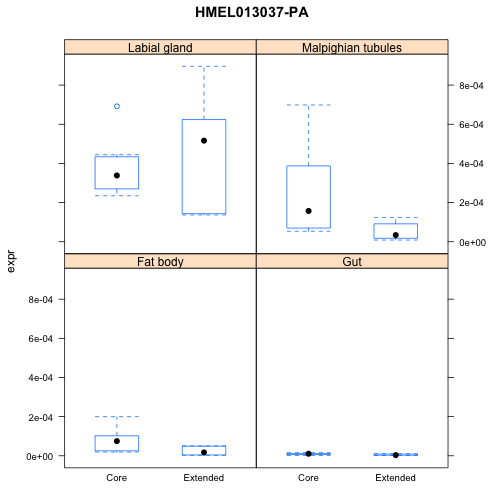 HMEL013037-PA
Labial gland
Malpighian tubules
8e-04
6e-04
4e-04
2e-04
0e+00
expr
Fat body
Gut
8e-04
6e-04
4e-04
2e-04
0e+00
Core
Extended
Core
Extended